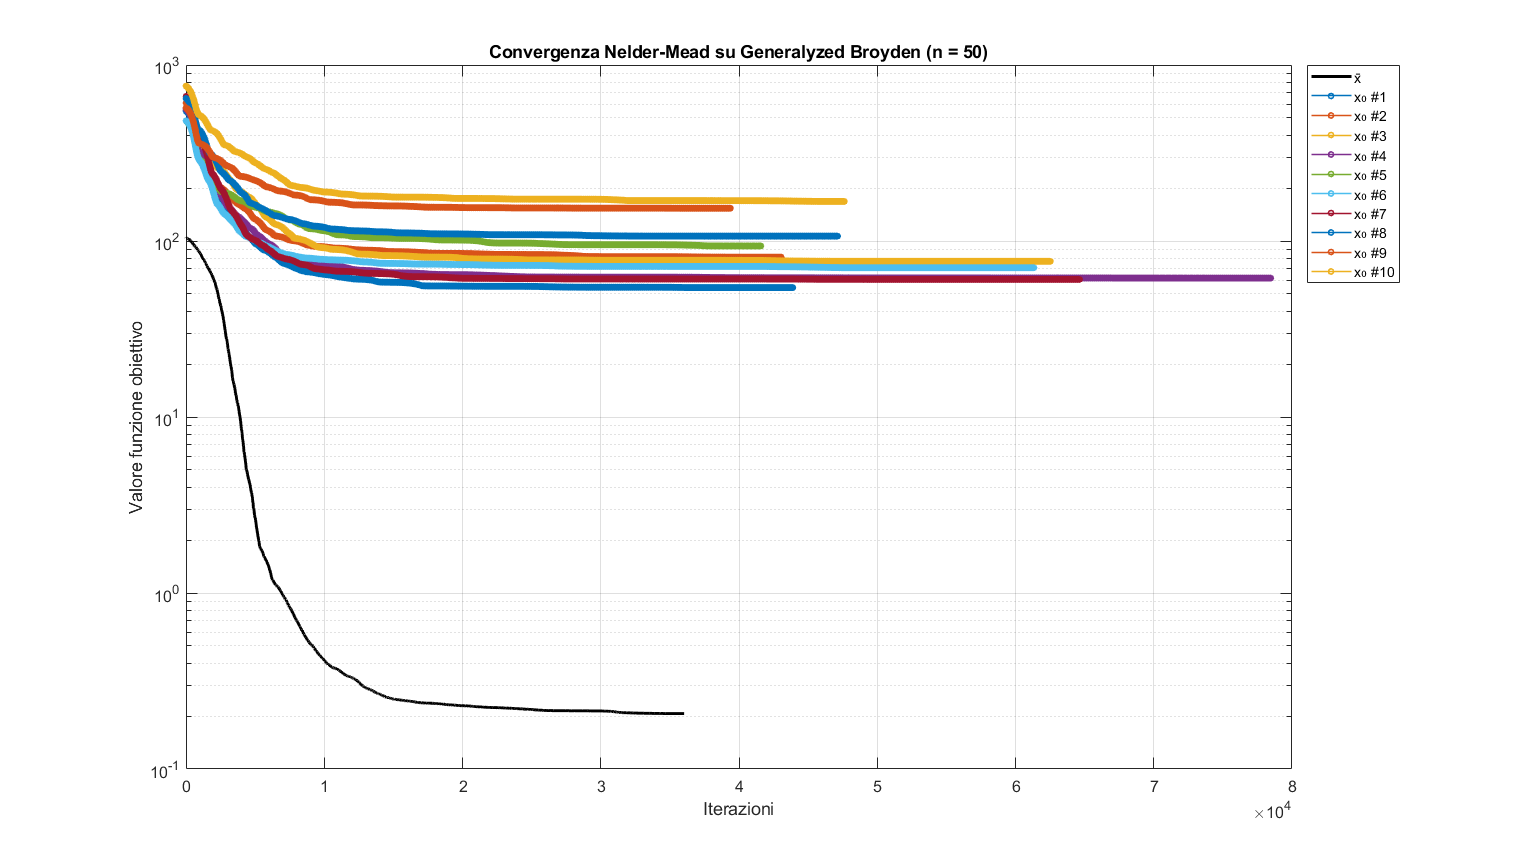 Convergenza Nelder-Mead su Generalyzed Broyden (n = 50)
10³
10²
10¹
10⁰
10⁻¹
Valore funzione obiettivo
0 1 2 3 4 5 6 7 8
Iterazioni
×10⁴
x̄
x₀ #1
x₀ #2
x₀ #3
x₀ #4
x₀ #5
x₀ #6
x₀ #7
x₀ #8
x₀ #9
x₀ #10